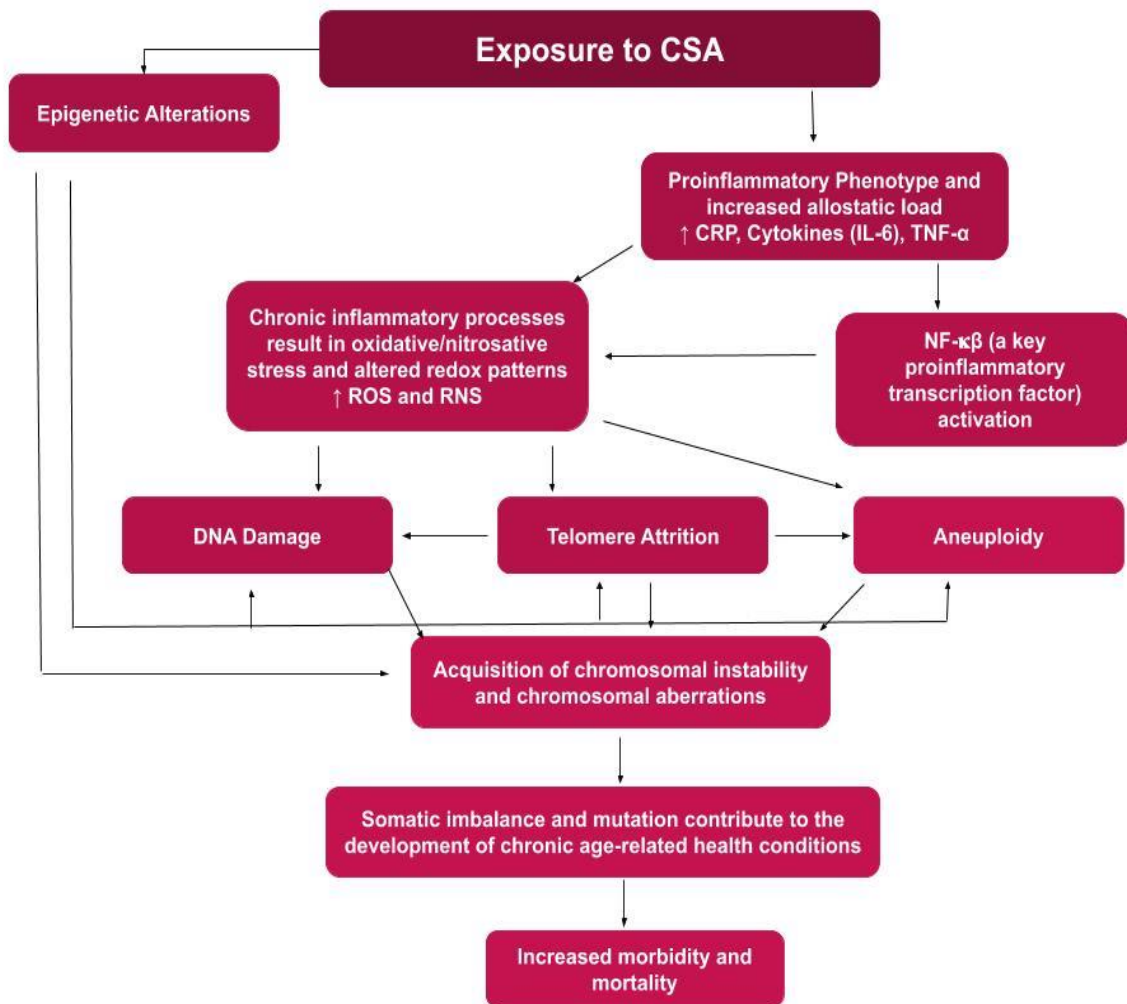 Exposure to CSA
Epigenetic Alterations
Proinflammatory Phenotype and
increased allostatic load
↑ CRP, Cytokines (IL-6), TNF-α
Chronic inflammatory processes
result in oxidative/nitrosative
stress and altered redox patterns
↑ ROS and RNS
NF-κβ (a key
proinflammatory
transcription factor)
activation
DNA Damage
Telomere Attrition
Aneuploidy
Acquisition of chromosomal instability
and chromosomal aberrations
Somatic imbalance and mutation contribute to the
development of chronic age-related health conditions
Increased morbidity and
mortality